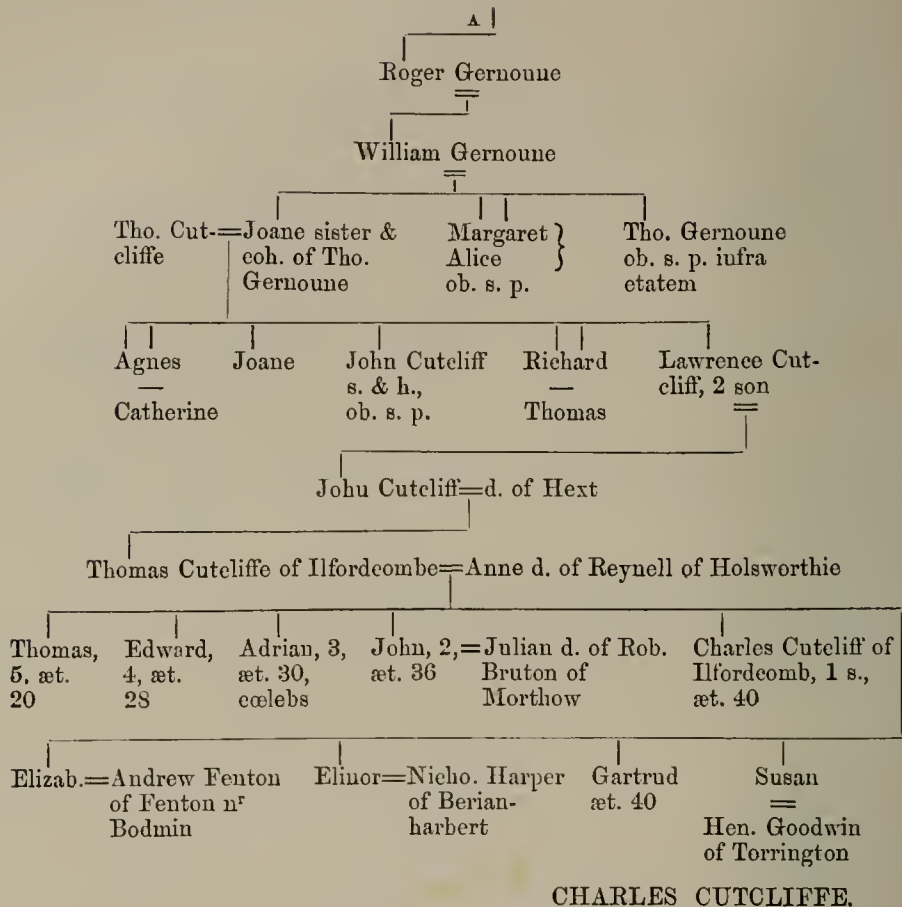 A
Roger Gernoune
William Gernoune
Tho. Cut-
cliffe
Joane sister &
coh. of Tho.
Gernoune
Margaret
Alice
ob. s. p.
Tho. Gernoune
ob. s. p. iufra
etatem
Agnes
—
Catherine
Joane
John Cutcliff
s. & h.,
ob. s. p.
Richard
—
Thomas
Lawrence Cut-
cliff, 2 son
Johu Cutcliff=d. of Hext
Thomas Cutcliffe of Ilfordcombe=Anne d. of Reynell of Holsworthie
Thomas,
5, æt.
20
Edward,
4, æt.
28
Adrian, 3,
æt. 30,
cœlebs
John, 2,=Julian d. of Rob.
æt. 36
Bruton of
Morthow
Charles Cutcliff of
Ilfordcomb, 1 s.,
æt. 40
Elizab.=Andrew Fenton
of Fenton nʳ
Bodmin
Elinor=Nicho. Harper
of Berian-
harbert
Gartrud
æt. 40
Susan
=
Hen. Goodwin
of Torrington
CHARLES CUTCLIFFE.